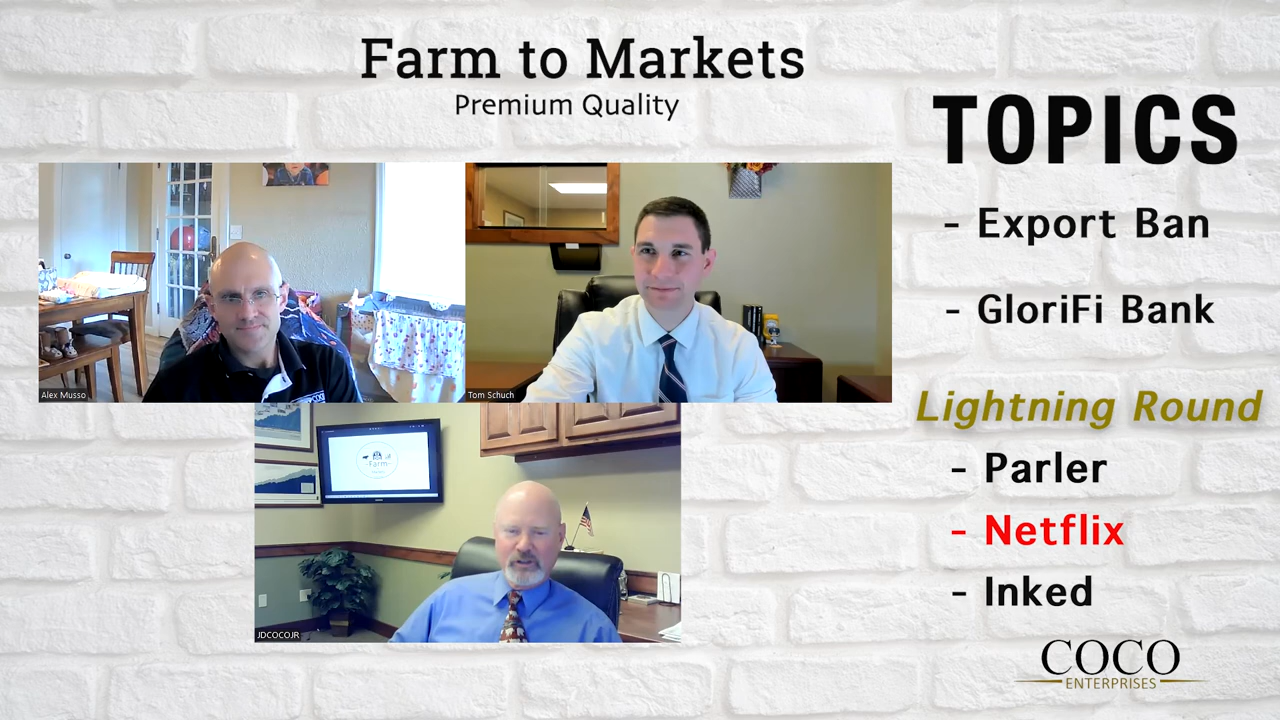 Farm to Markets
Premium Quality
TOPICS
- Export Ban
- GloriFi Bank
Lightning Round
- Parler
- Netflix
- Inked
Alex Musso
Tom Schuch
Farm
JDCOCOJR
COCO
ENTERPRISES